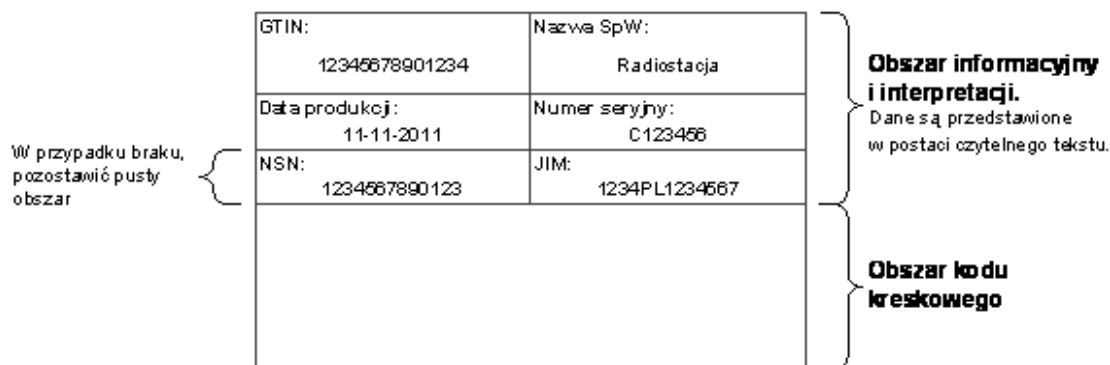 GTIN:
12345678901234
Nazwa SpW:
Radiostacja
Data produkcji:
11-11-2011
Numer seryjny:
C123456
NSN:
1234567890123
JIM:
1234PL1234567
W przypadku braku,
pozostawić pusty
obszar
Obszar informacyjny
i interpretacji.
Dane są przedstawione
w postaci czytelnego tekstu.
Obszar kodu
kreskowego